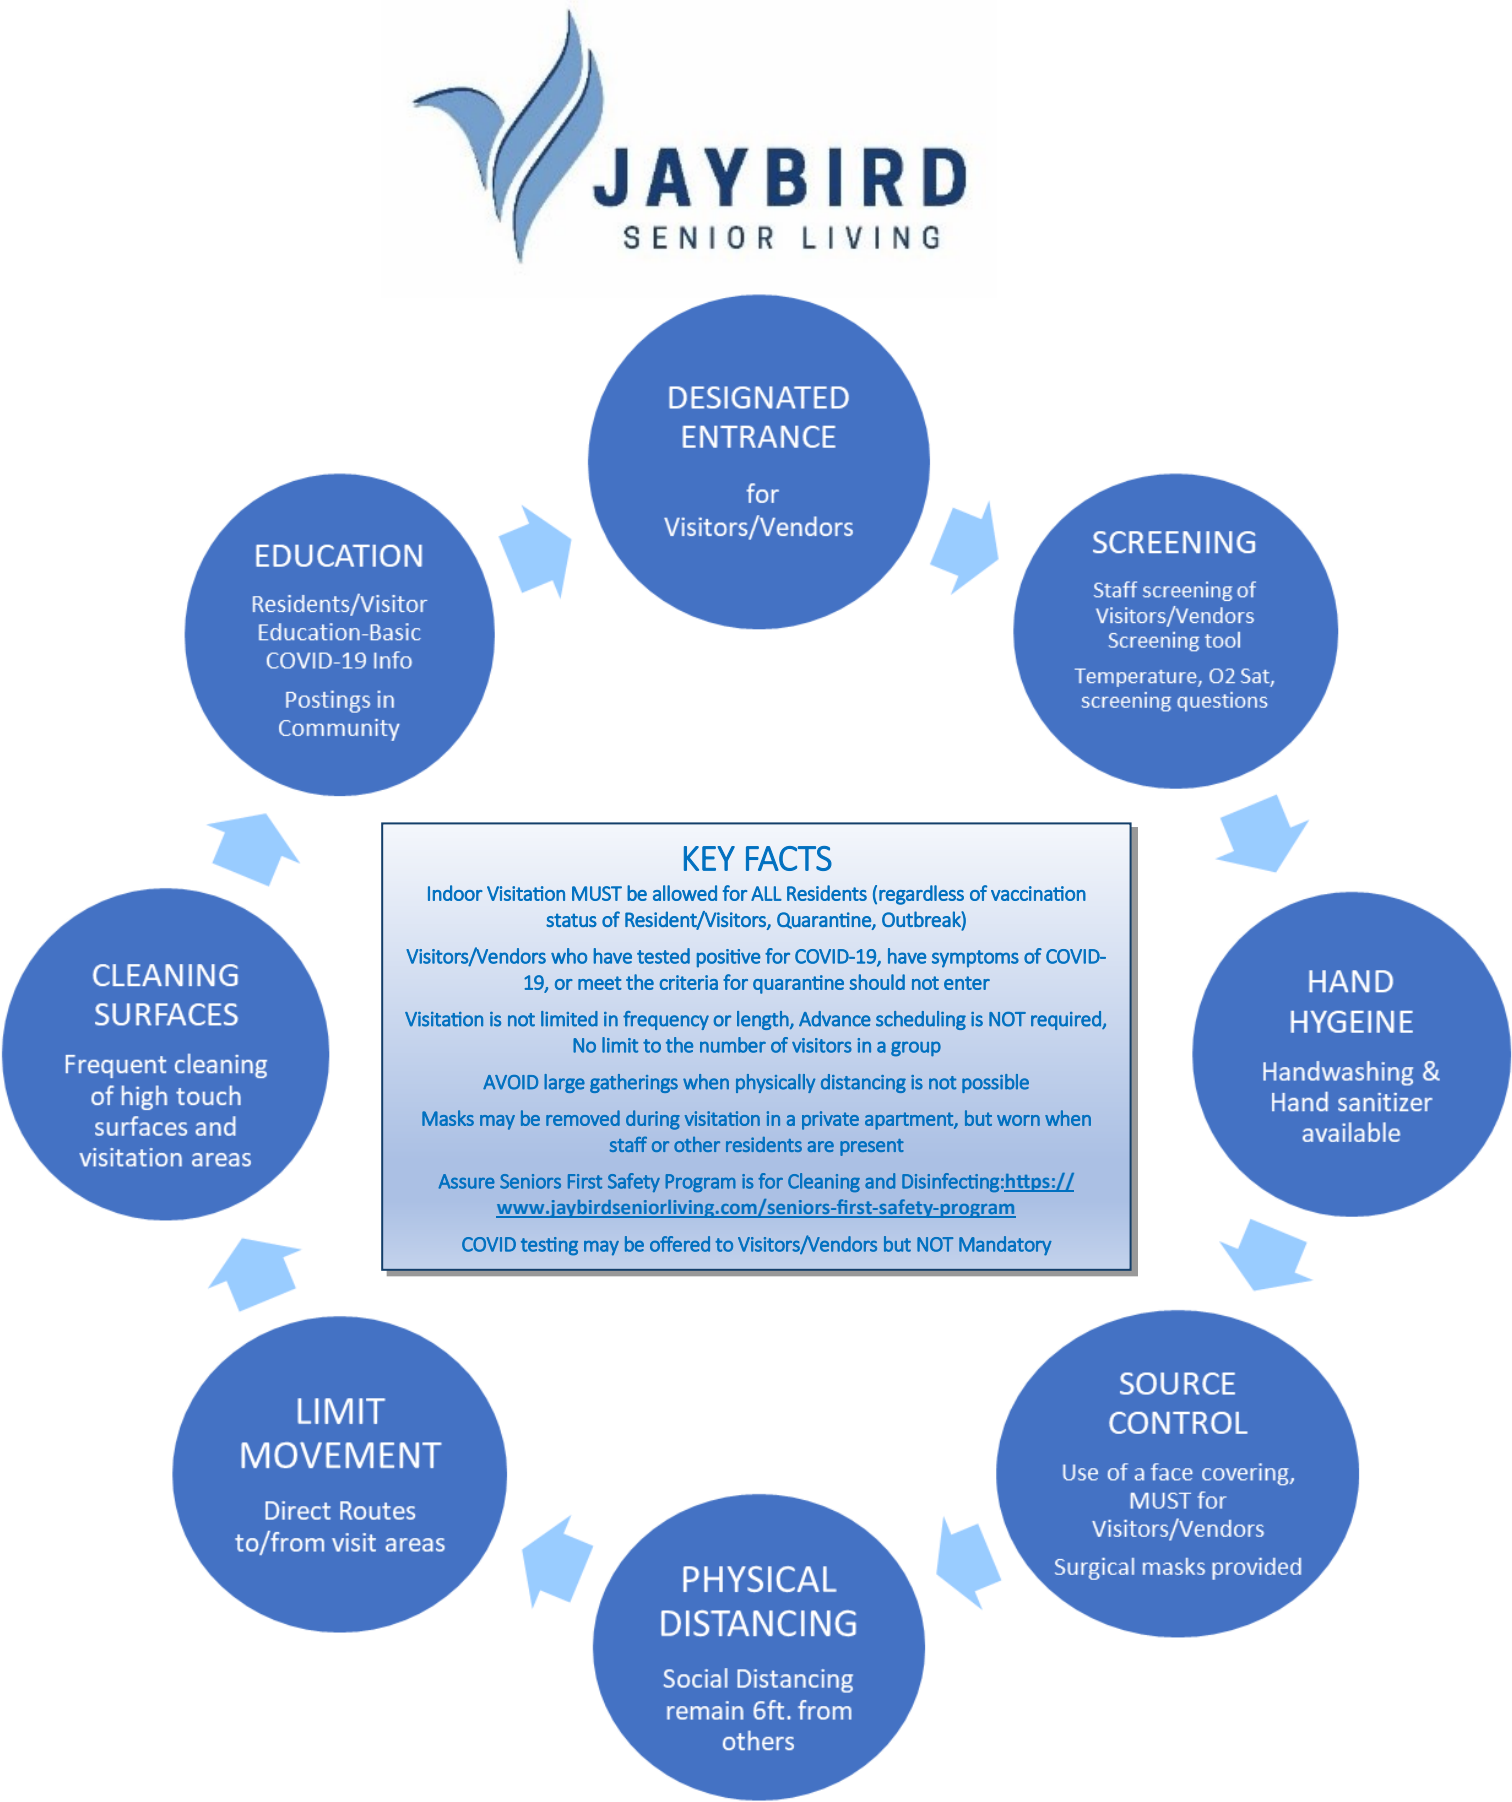 JAYBIRD
SENIOR LIVING
DESIGNATED
ENTRANCE
for
Visitors/Vendors
SCREENING
Staff screening of
Visitors/Vendors
Screening tool
Temperature, O2 Sat,
screening questions
HAND
HYGEINE
Handwashing &
Hand sanitizer
available
SOURCE
CONTROL
Use of a face covering,
MUST for
Visitors/Vendors
Surgical masks provided
PHYSICAL
DISTANCING
Social Distancing
remain 6ft. from
others
LIMIT
MOVEMENT
Direct Routes
to/from visit areas
CLEANING
SURFACES
Frequent cleaning
of high touch
surfaces and
visitation areas
EDUCATION
Residents/Visitor
Education-Basic
COVID-19 Info
Postings in
Community
KEY FACTS
Indoor Visitation MUST be allowed for ALL Residents (regardless of vaccination
status of Resident/Visitors, Quarantine, Outbreak)
Visitors/Vendors who have tested positive for COVID-19, have symptoms of COVID-
19, or meet the criteria for quarantine should not enter
Visitation is not limited in frequency or length, Advance scheduling is NOT required,
No limit to the number of visitors in a group
AVOID large gatherings when physically distancing is not possible
Masks may be removed during visitation in a private apartment, but worn when
staff or other residents are present
Assure Seniors First Safety Program is for Cleaning and Disinfecting:https://
www.jaybirdseniorliving.com/seniors-first-safety-program
COVID testing may be offered to Visitors/Vendors but NOT Mandatory